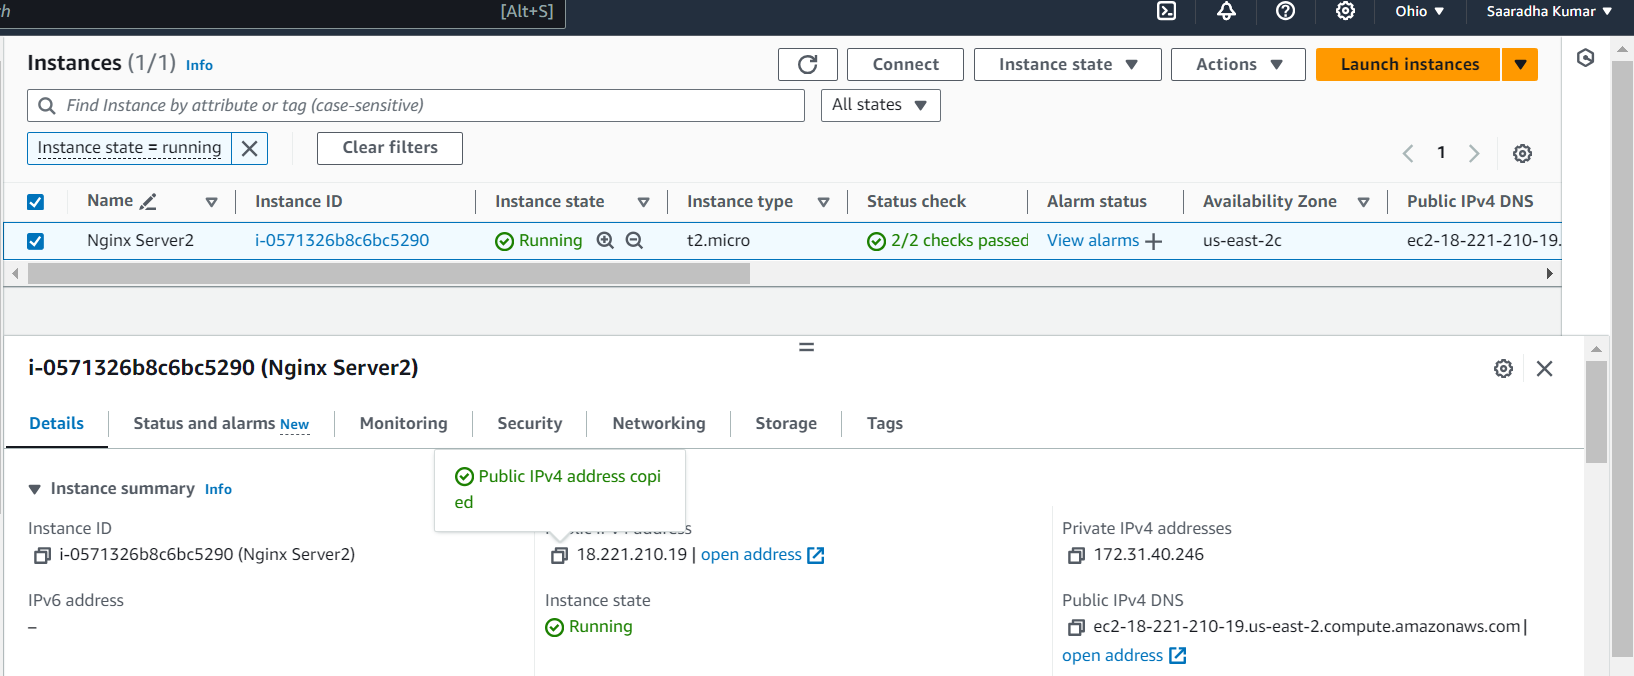 [Alt+S]
Ohio
Saaradha Kumar
Instances (1/1) Info
Connect
Instance state
Actions
Launch instances
Find Instance by attribute or tag (case-sensitive)
All states
Instance state = running
Clear filters
1
Name Instance ID Instance state Instance type Status check Alarm status Availability Zone Public IPv4 DNS
Nginx Server2 i-0571326b8c6bc5290 Running t2.micro 2/2 checks passed View alarms us-east-2c ec2-18-221-210-19.
i-0571326b8c6bc5290 (Nginx Server2)
Details Status and alarms New Monitoring Security Networking Storage Tags
Public IPv4 address copi
ed
Instance summary Info
Instance ID
i-0571326b8c6bc5290 (Nginx Server2)
18.221.210.19 | open address
Private IPv4 addresses
172.31.40.246
IPv6 address
–
Instance state
Running
Public IPv4 DNS
ec2-18-221-210-19.us-east-2.compute.amazonaws.com |
open address